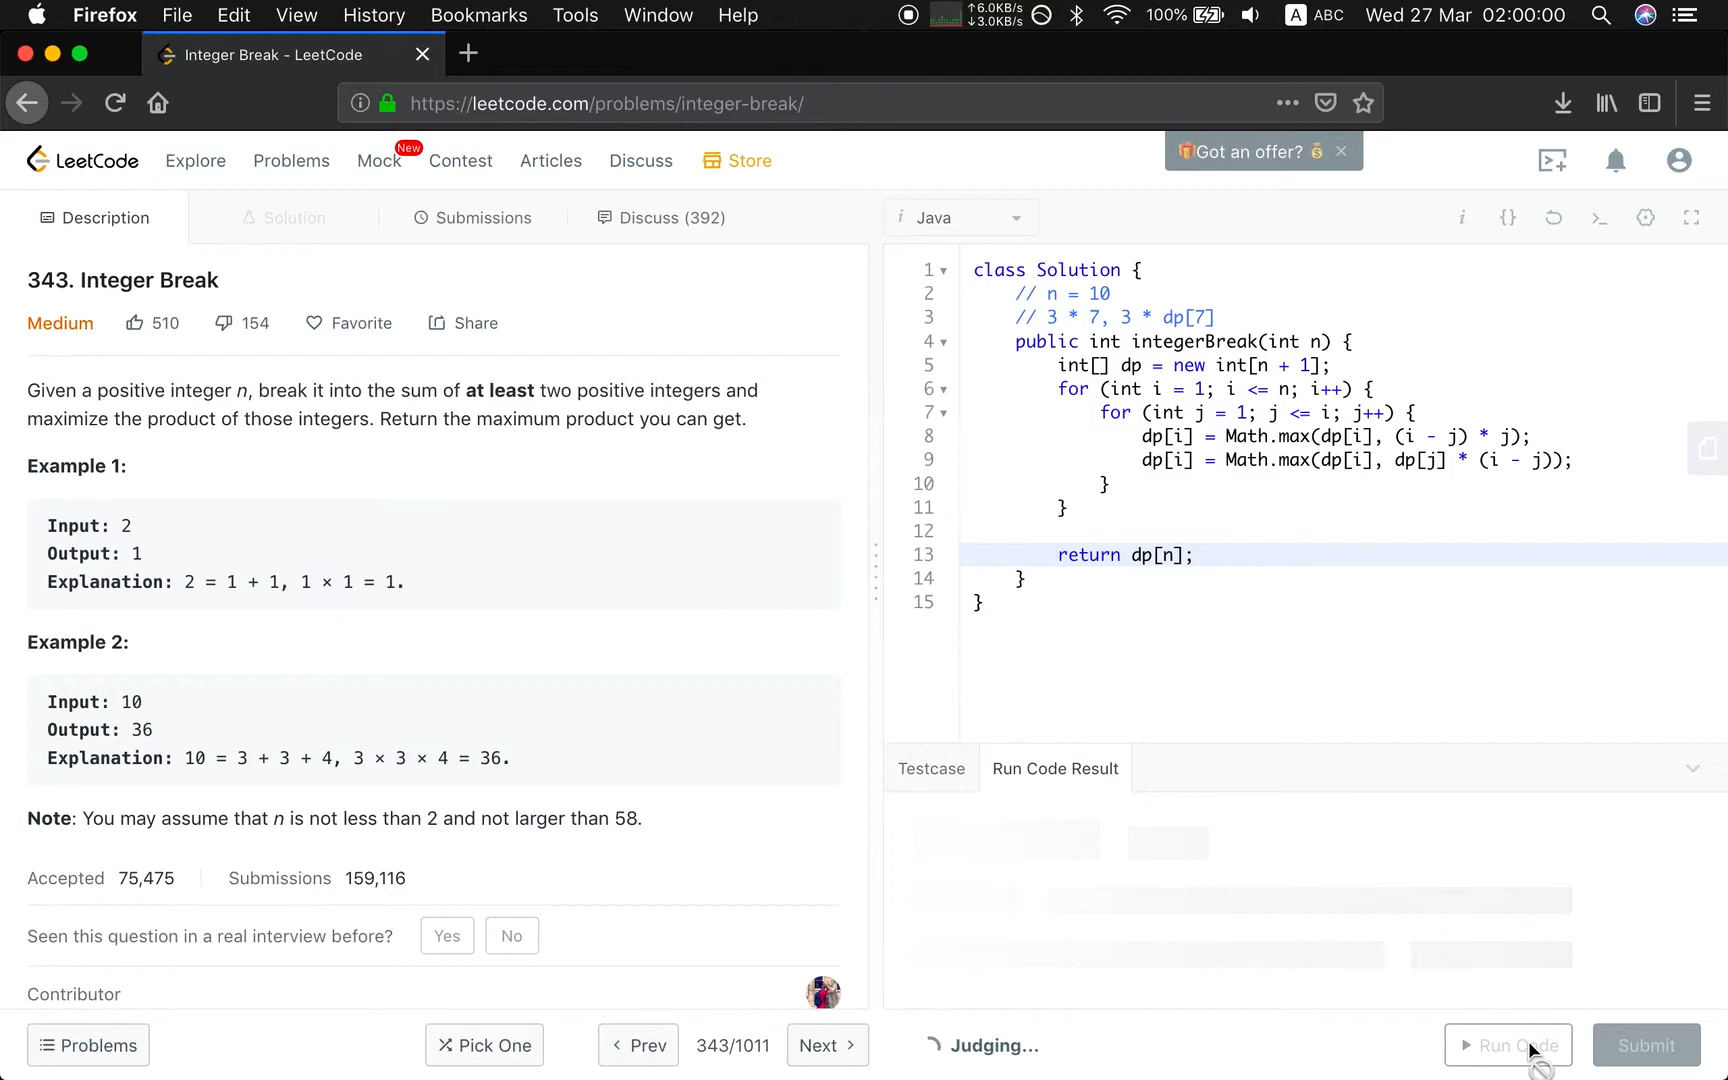 Firefox File Edit View History Bookmarks Tools Window Help
↑6.0KB/s
↓3.0KB/s
100% A ABC Wed 27 Mar 02:00:00
Integer Break - LeetCode
https://leetcode.com/problems/integer-break/
LeetCode Explore Problems Mock New Contest Articles Discuss Store
Got an offer? ×
Description Solution Submissions Discuss (392)
343. Integer Break
Medium 510 154 Favorite Share
Given a positive integer n, break it into the sum of at least two positive integers and
maximize the product of those integers. Return the maximum product you can get.
Example 1:
Input: 2
Output: 1
Explanation: 2 = 1 + 1, 1 × 1 = 1.
Example 2:
Input: 10
Output: 36
Explanation: 10 = 3 + 3 + 4, 3 × 3 × 4 = 36.
Note: You may assume that n is not less than 2 and not larger than 58.
Accepted 75,475 Submissions 159,116
Seen this question in a real interview before? Yes No
Contributor
Problems Pick One Prev 343/1011 Next
i Java i {} >_
1 class Solution {
2 // n = 10
3 // 3 * 7, 3 * dp[7]
4 public int integerBreak(int n) {
5 int[] dp = new int[n + 1];
6 for (int i = 1; i <= n; i++) {
7 for (int j = 1; j <= i; j++) {
8 dp[i] = Math.max(dp[i], (i - j) * j);
9 dp[i] = Math.max(dp[i], dp[j] * (i - j));
10 }
11 }
12
13 return dp[n];
14 }
15 }
Testcase Run Code Result
Judging... Run Code Submit